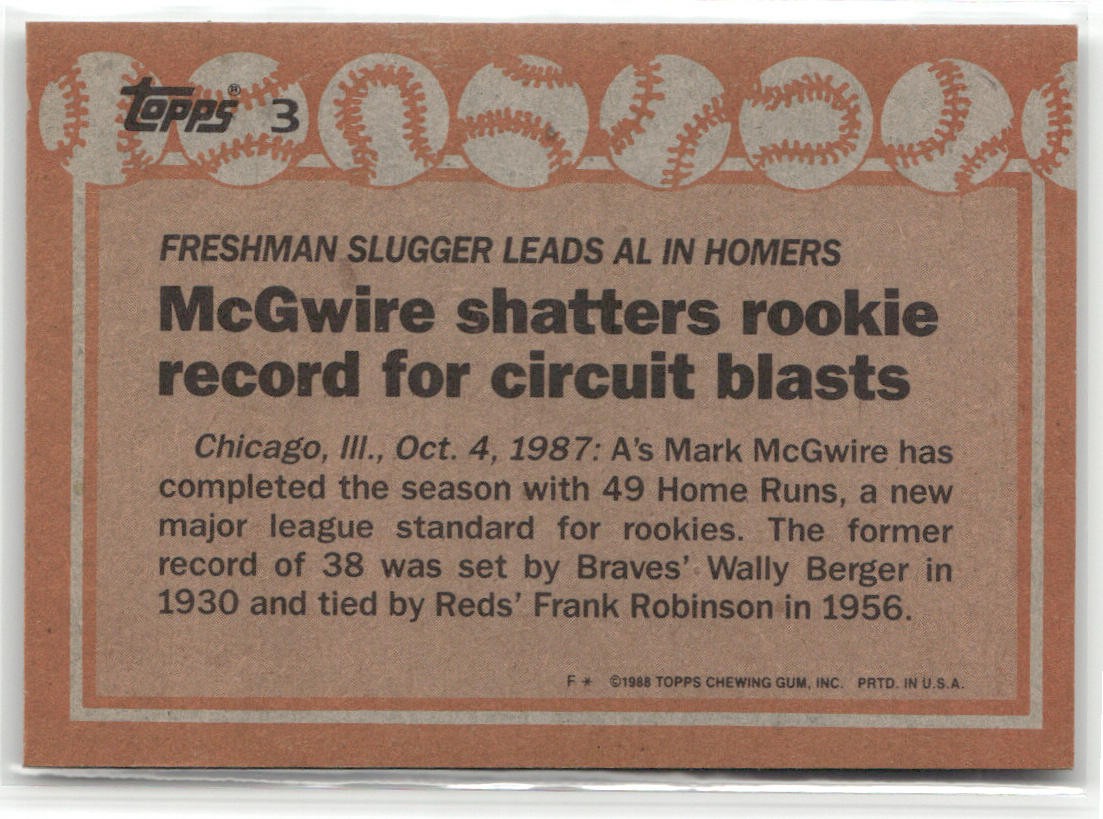 topps® 3
FRESHMAN SLUGGER LEADS AL IN HOMERS
McGwire shatters rookie
record for circuit blasts
Chicago, Ill., Oct. 4, 1987: A's Mark McGwire has
completed the season with 49 Home Runs, a new
major league standard for rookies. The former
record of 38 was set by Braves' Wally Berger in
1930 and tied by Reds' Frank Robinson in 1956.
F * ©1988 TOPPS CHEWING GUM, INC. PRTD. IN U.S.A.